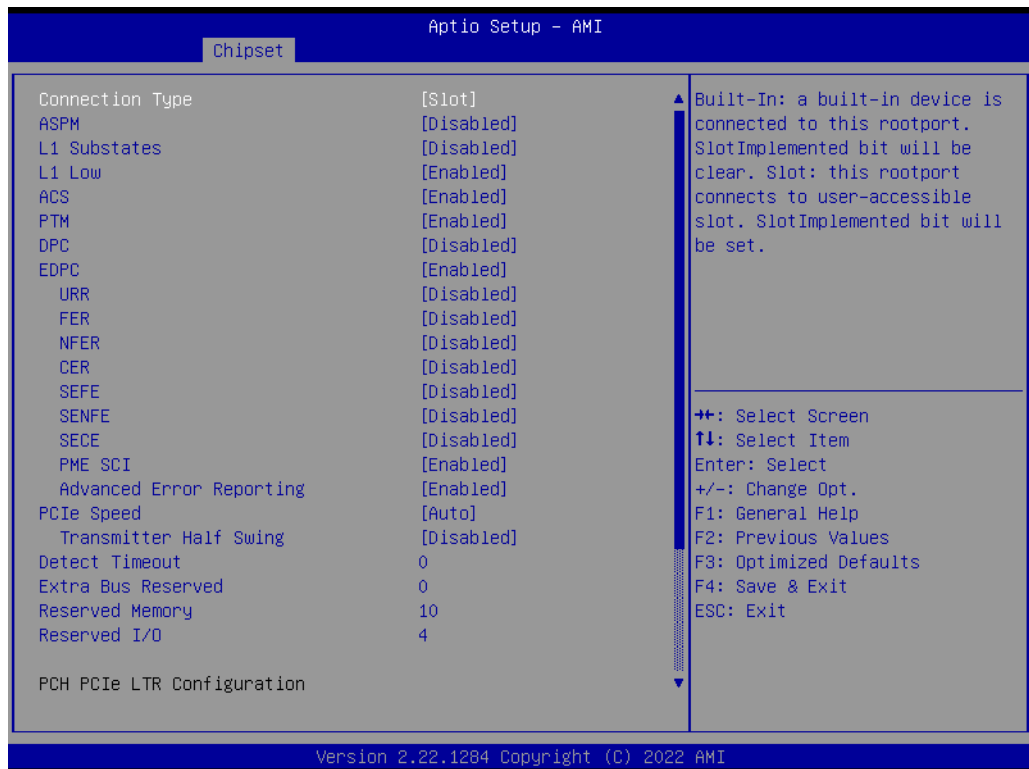 Aptio Setup – AMI
Chipset
Connection Type [Slot]
ASPM [Disabled]
L1 Substates [Disabled]
L1 Low [Enabled]
ACS [Enabled]
PTM [Enabled]
DPC [Disabled]
EDPC [Enabled]
URR [Disabled]
FER [Disabled]
NFER [Disabled]
CER [Disabled]
SEFE [Disabled]
SENFE [Disabled]
SECE [Disabled]
PME SCI [Enabled]
Advanced Error Reporting [Enabled]
PCIe Speed [Auto]
Transmitter Half Swing [Disabled]
Detect Timeout 0
Extra Bus Reserved 0
Reserved Memory 10
Reserved I/O 4
PCH PCIe LTR Configuration
Built-In: a built-in device is
connected to this rootport.
SlotImplemented bit will be
clear. Slot: this rootport
connects to user-accessible
slot. SlotImplemented bit will
be set.
→←: Select Screen
↑↓: Select Item
Enter: Select
+/-: Change Opt.
F1: General Help
F2: Previous Values
F3: Optimized Defaults
F4: Save & Exit
ESC: Exit
Version 2.22.1284 Copyright (C) 2022 AMI